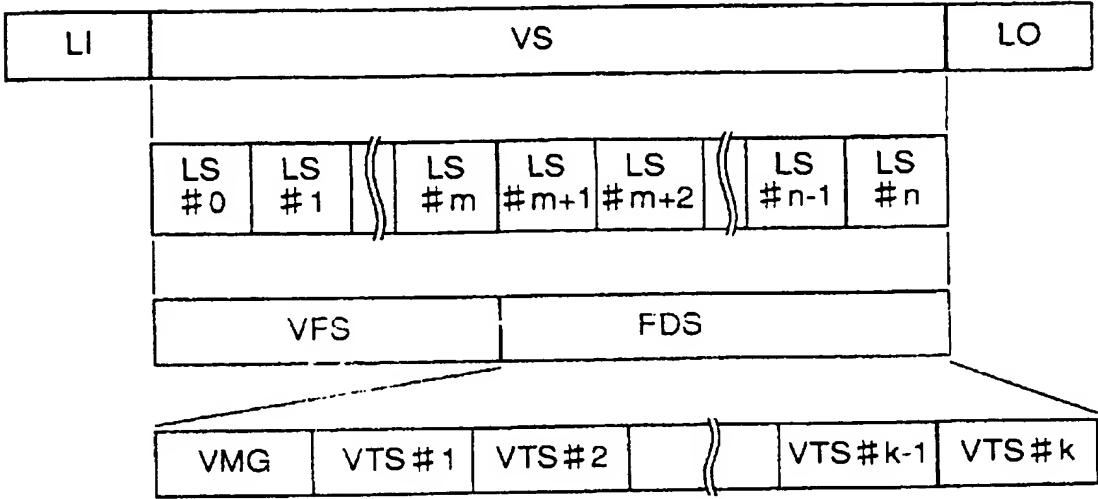 LI VS LO
LS LS LS LS LS LS LS
#0 #1 #m #m+1 #m+2 #n-1 #n
VFS FDS
VMG VTS#1 VTS#2 VTS#k-1 VTS#k